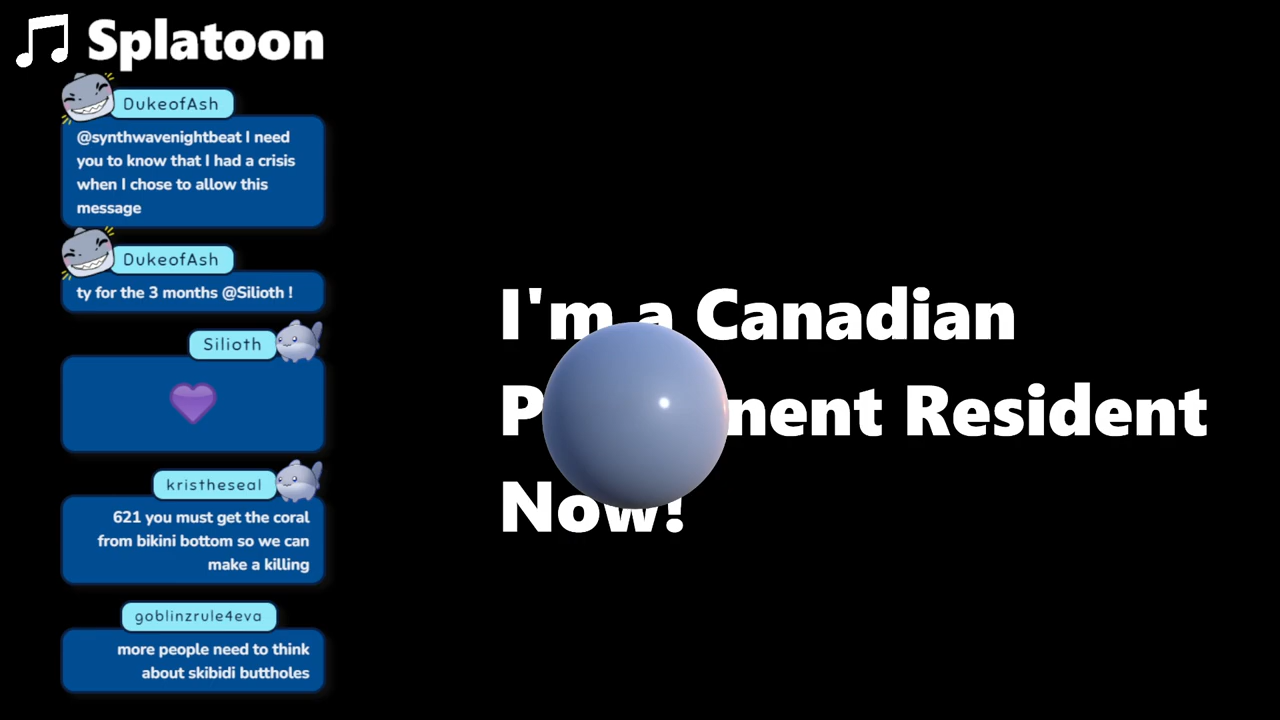 Splatoon
DukeofAsh
@synthwavenightbeat I need
you to know that I had a crisis
when I chose to allow this
message
DukeofAsh
ty for the 3 months @Silioth !
Silioth
kristheseal
621 you must get the coral
from bikini bottom so we can
make a killing
goblinzrule4eva
more people need to think
about skibidi buttholes
I'm a Canadian
Resident
Now!